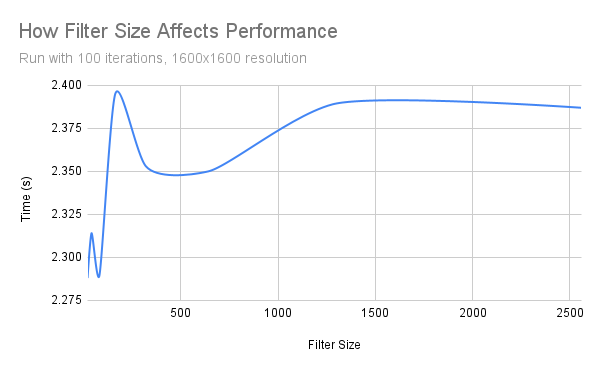 How Filter Size Affects Performance
Run with 100 iterations, 1600x1600 resolution
2.400
2.375
2.350
2.325
2.300
2.275
Time (s)
500
1000
1500
2000
2500
Filter Size